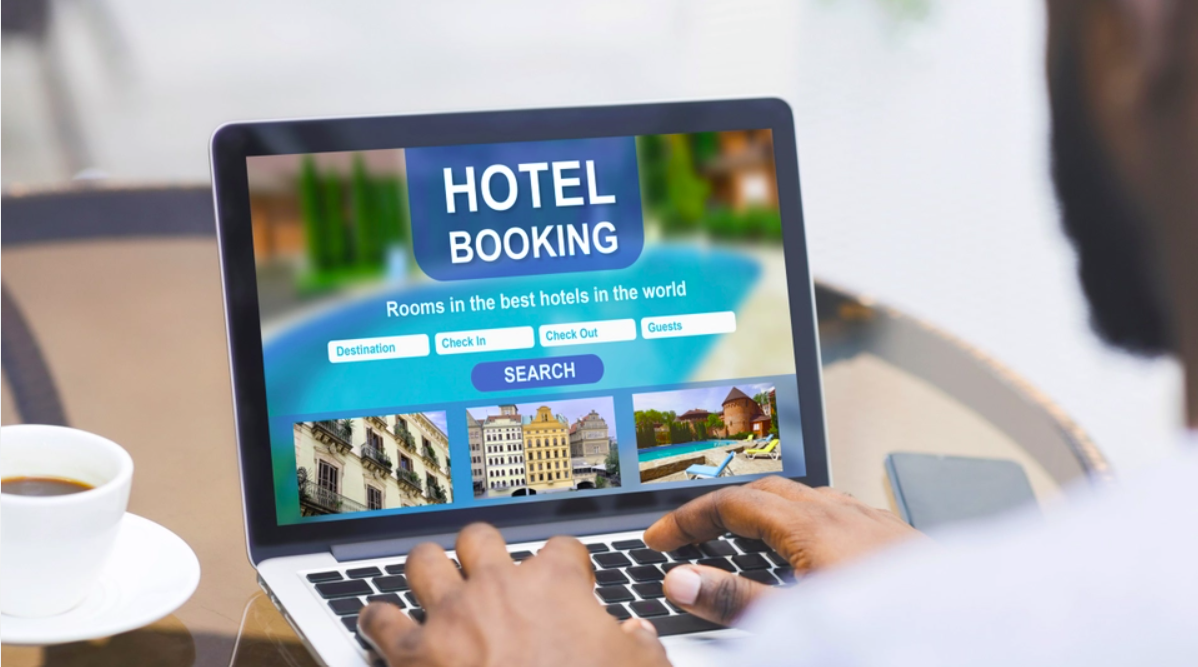 HOTEL
BOOKING
Rooms in the best hotels in the world
Destination
Check In
Check Out
Guests
SEARCH